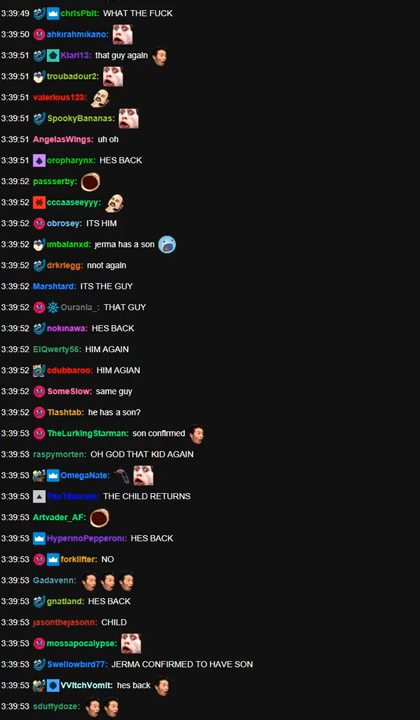 3:39:49 chrisPbit: WHAT THE FUCK
3:39:50 ahkirahmikano:
3:39:51 Kiari13: that guy again
3:39:51 troubadour2:
3:39:51 valerious123:
3:39:51 SpookyBananas:
3:39:51 AngelasWings: uh oh
3:39:51 oropharynx: HES BACK
3:39:52 passserby:
3:39:52 cccaaseeyyy:
3:39:52 obrosey: ITS HIM
3:39:52 imbalanxd: jerma has a son
3:39:52 drkriegg: nnot again
3:39:52 Marshtard: ITS THE GUY
3:39:52 Ourania_: THAT GUY
3:39:52 nokinawa: HES BACK
3:39:52 ElQwerty56: HIM AGAIN
3:39:52 cdubbaroo: HIM AGIAN
3:39:52 SomeSlow: same guy
3:39:52 Tlashtab: he has a son?
3:39:53 TheLurkingStarman: son confirmed
3:39:53 raspymorten: OH GOD THAT KID AGAIN
3:39:53 OmegaNate:
3:39:53 THE CHILD RETURNS
3:39:53 Artvader_AF:
3:39:53 HyperinoPepperoni: HES BACK
3:39:53 forklifter: NO
3:39:53 Gadavenn:
3:39:53 gnatland: HES BACK
3:39:53 jasonthejasonn: CHILD
3:39:53 mossapocalypse:
3:39:53 Swellowbird77: JERMA CONFIRMED TO HAVE SON
3:39:53 VVitchVomit: hes back
3:39:53 sduffydoze: